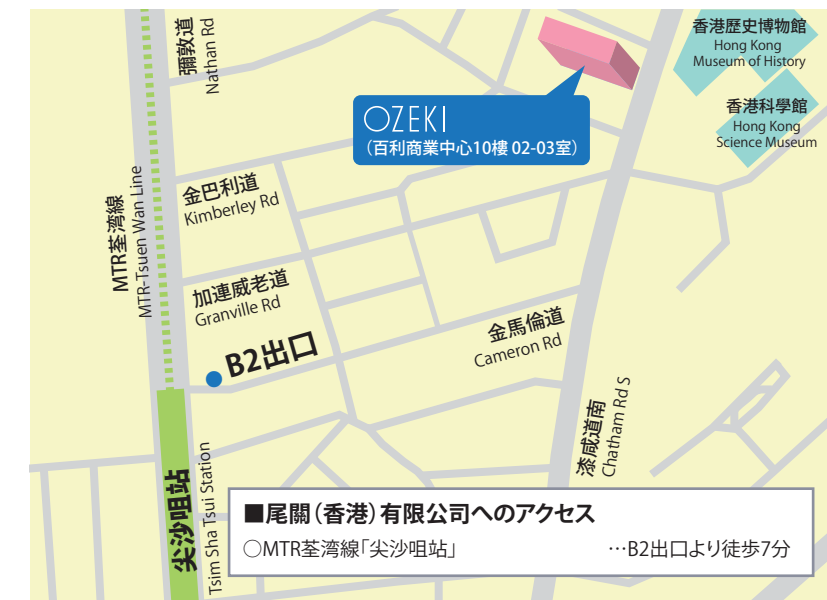 彌敦道
Nathan Rd
香港歷史博物館
Hong Kong
Museum of History
香港科學館
Hong Kong
Science Museum
OZEKI
（百利商業中心10樓 02-03室）
金巴利道
Kimberley Rd
MTR荃湾線
MTR-Tsuen Wan Line
加連威老道
Granville Rd
B2出口
金馬倫道
Cameron Rd
漆咸道南
Chatham Rd S
尖沙咀站
Tsim Sha Tsui Station
■尾關（香港）有限公司へのアクセス
○MTR荃湾線「尖沙咀站」 …B2出口より徒歩7分